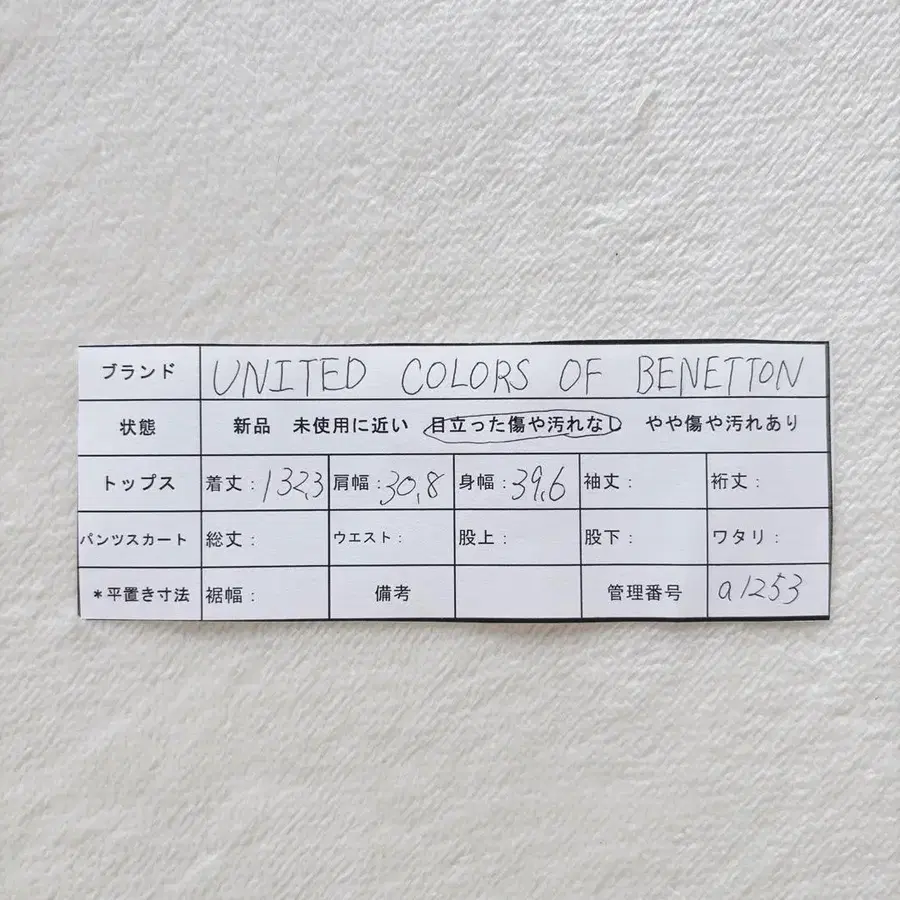 ブランド UNITED COLORS OF BENETTON
状態 新品 未使用に近い 目立った傷や汚れなし やや傷や汚れあり
トップス 着丈:132,3 肩幅:30,8 身幅:39,6 袖丈: 裄丈:
パンツスカート 総丈: ウエスト: 股上: 股下: ワタリ:
*平置き寸法 裾幅: 備考 管理番号 a1253